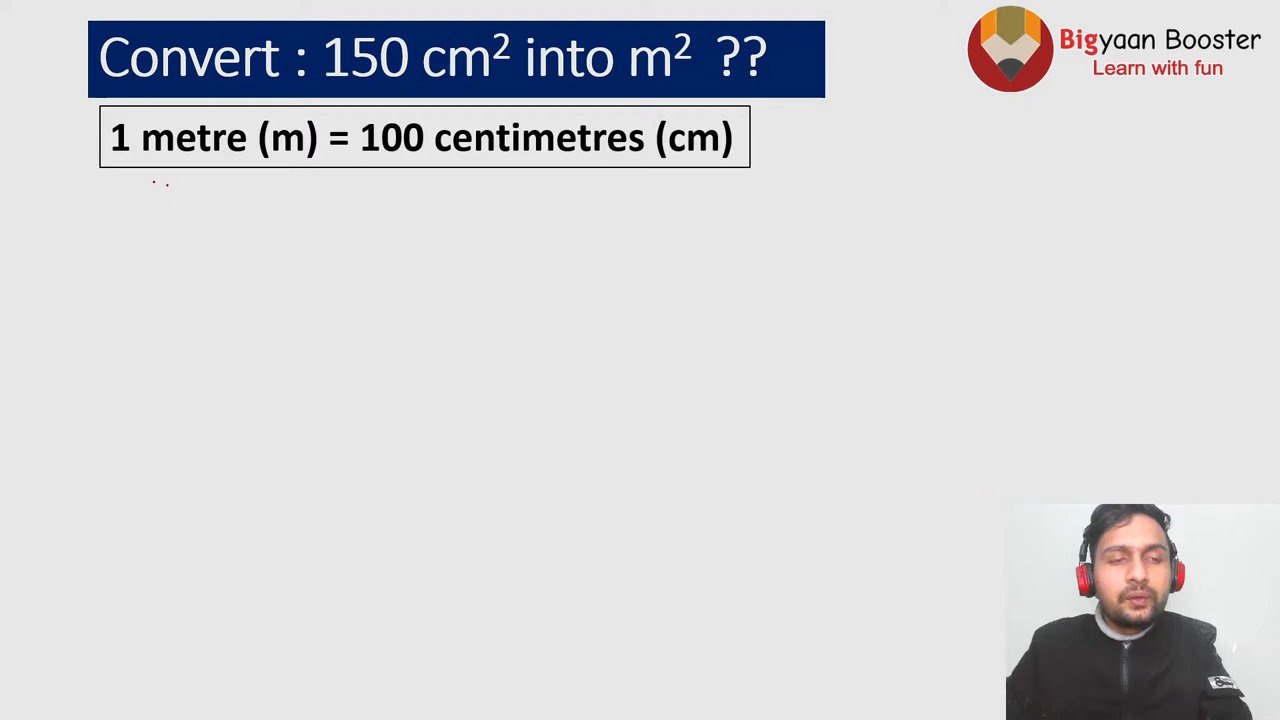 Convert : 150 cm² into m² ??
1 metre (m) = 100 centimetres (cm)
Bigyaan Booster
Learn with fun